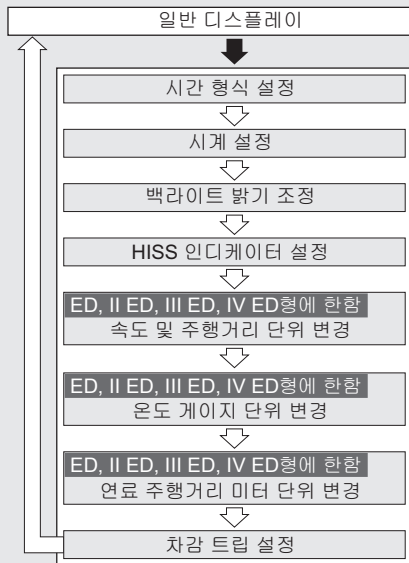 일반 디스플레이
시간 형식 설정
시계 설정
백라이트 밝기 조정
HISS 인디케이터 설정
ED, II ED, III ED, IV ED형에 한함
속도 및 주행거리 단위 변경
ED, II ED, III ED, IV ED형에 한함
온도 게이지 단위 변경
ED, II ED, III ED, IV ED형에 한함
연료 주행거리 미터 단위 변경
차감 트립 설정